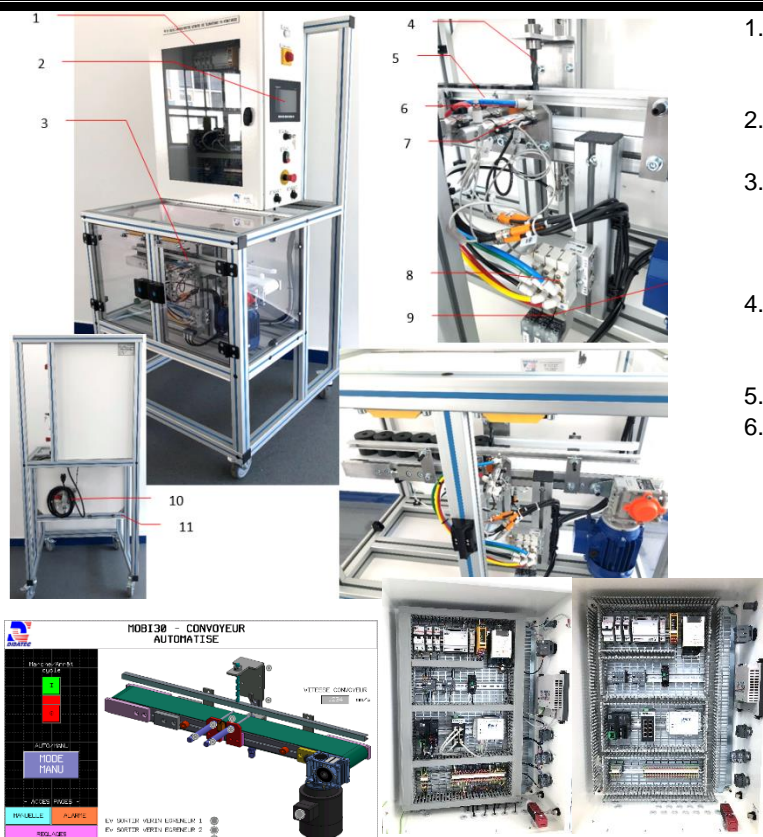 1
2
3
4
5
6
7
8
9
10
11
1.
2.
3.
4.
5.
6.
DIDATEC
MOBI30 - CONVOYEUR
AUTOMATISE
Marche/Arrêt
cycle
I
AUTO/MANU
MODE
MANU
- ACCES PAGES -
MANUELLE
ALARME
REGLAGES
VITESSE CONVOYEUR
mm/s
EV SORTIR VERIN EGRENEUR 1
EV SORTIR VERIN EGRENEUR 2